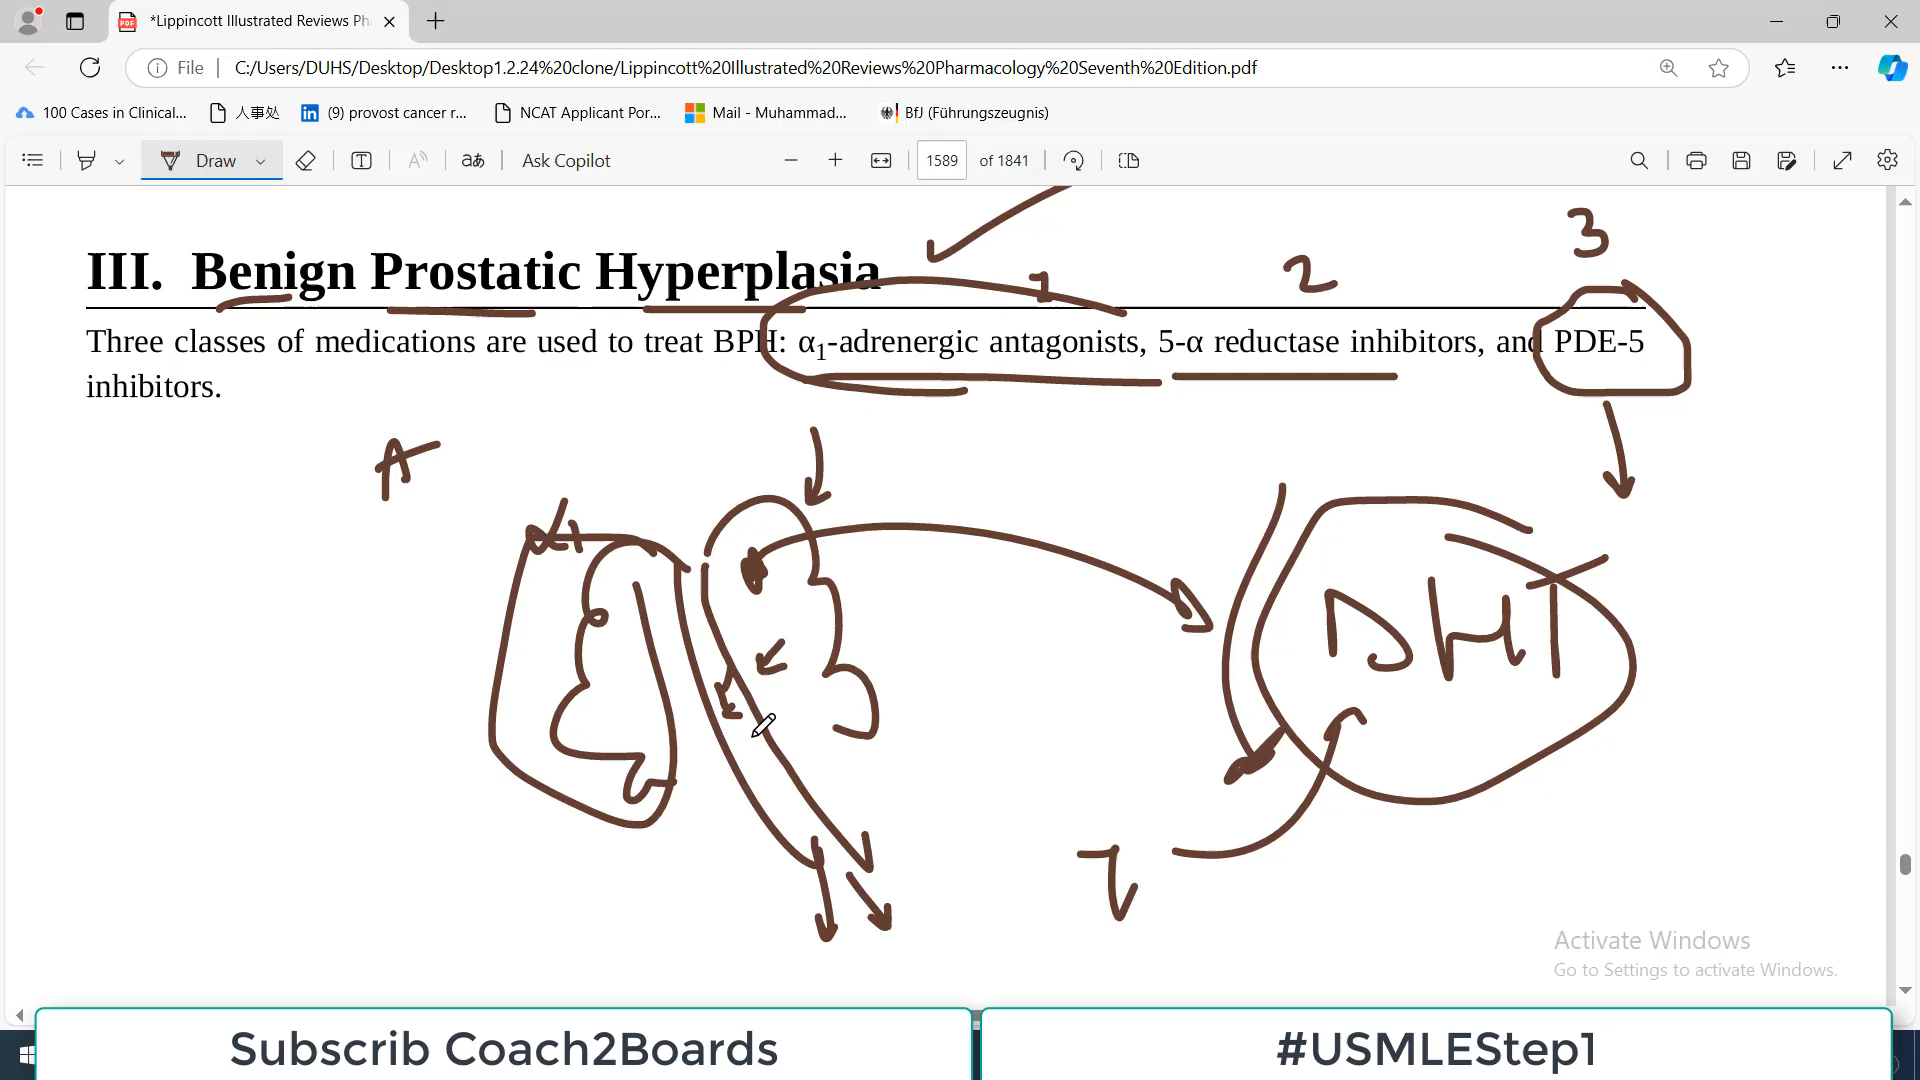 *Lippincott Illustrated Reviews Ph
File
C:/Users/DUHS/Desktop/Desktop1.2.24%20clone/Lippincott%20Illustrated%20Reviews%20Pharmacology%20Seventh%20Edition.pdf
100 Cases in Clinical...
人事处
(9) provost cancer r...
NCAT Applicant Por...
Mail - Muhammad...
BfJ (Führungszeugnis)
Draw
Ask Copilot
1589 of 1841
III. Benign Prostatic Hyperplasia
1 2 3
Three classes of medications are used to treat BPH: α1-adrenergic antagonists, 5-α reductase inhibitors, and PDE-5
inhibitors.
A
α1
DHT
Activate Windows
Go to Settings to activate Windows.
Subscrib Coach2Boards
#USMLEStep1